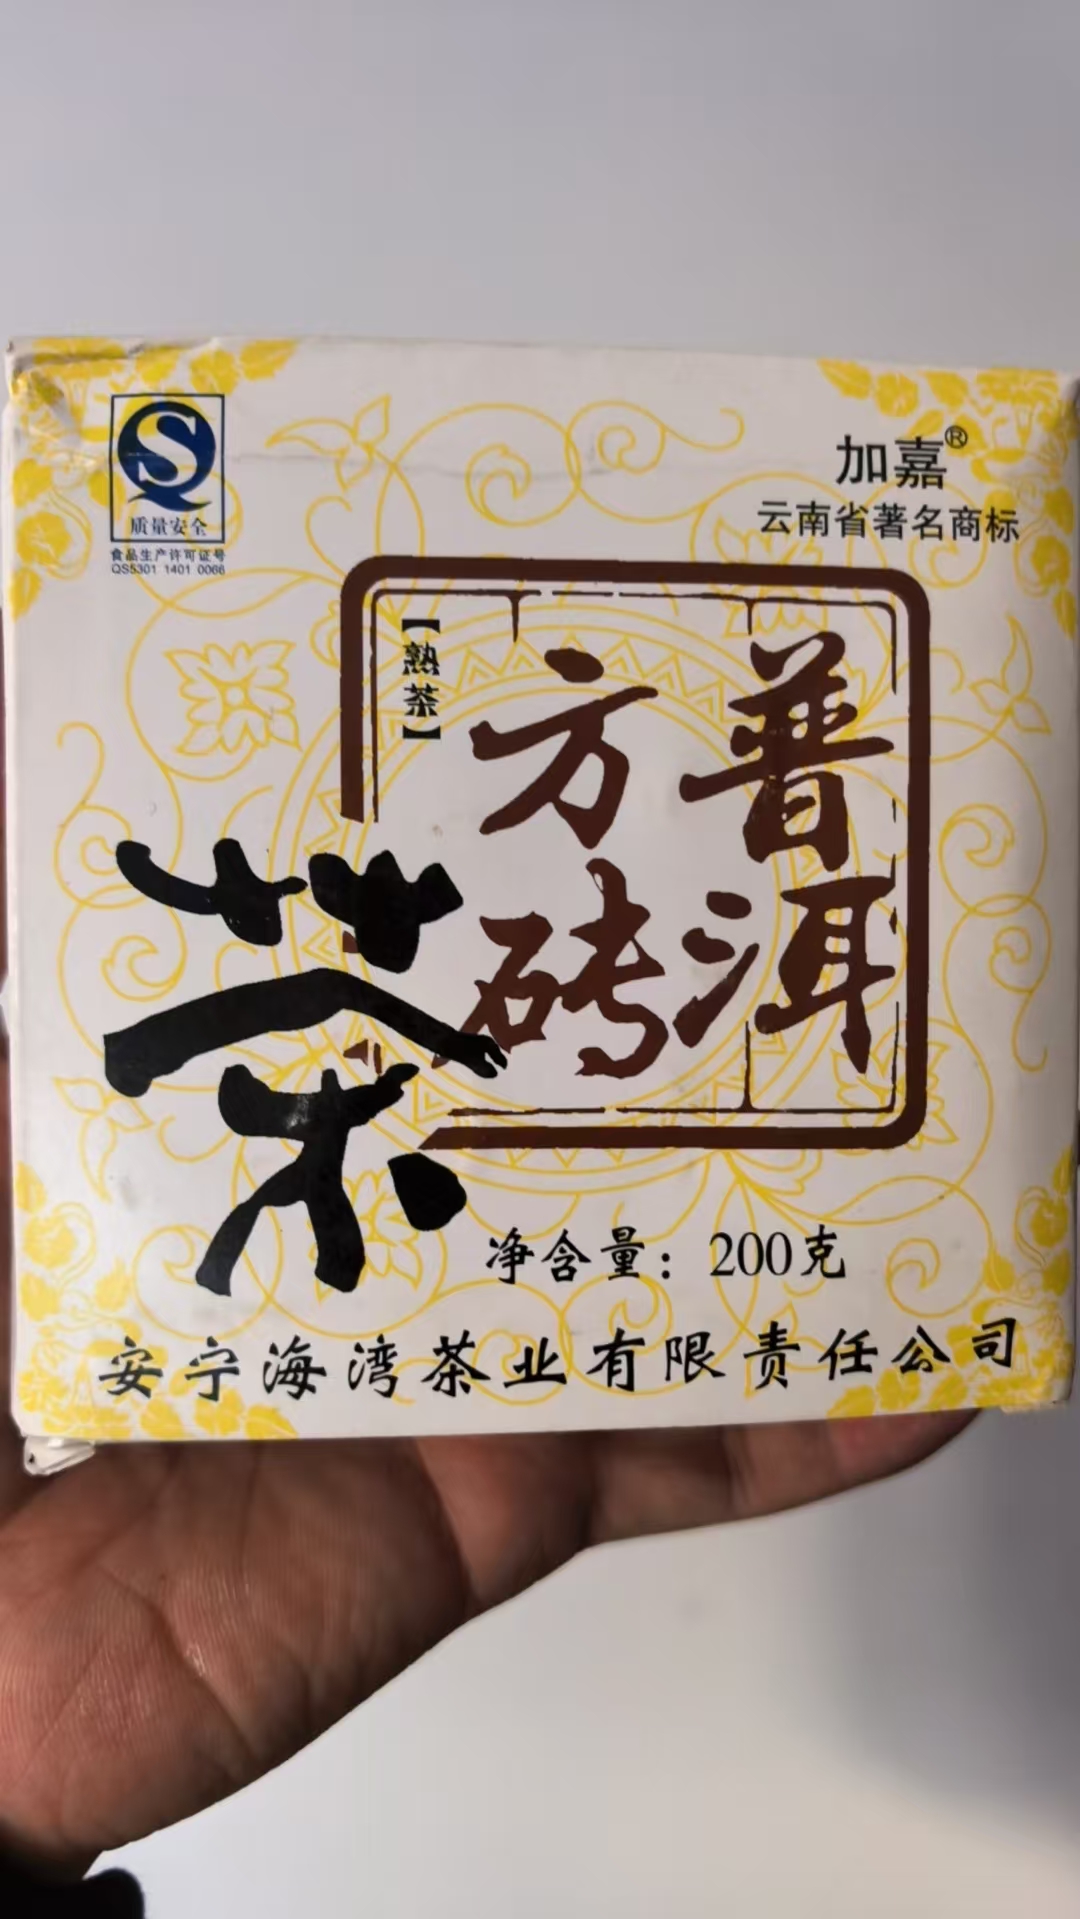 S
质量安全
食品生产许可证号
QS5301 1401 0066
加嘉®
云南省著名商标
普洱
方砖
【熟茶】
茶
净含量：200克
安宁海湾茶业有限责任公司